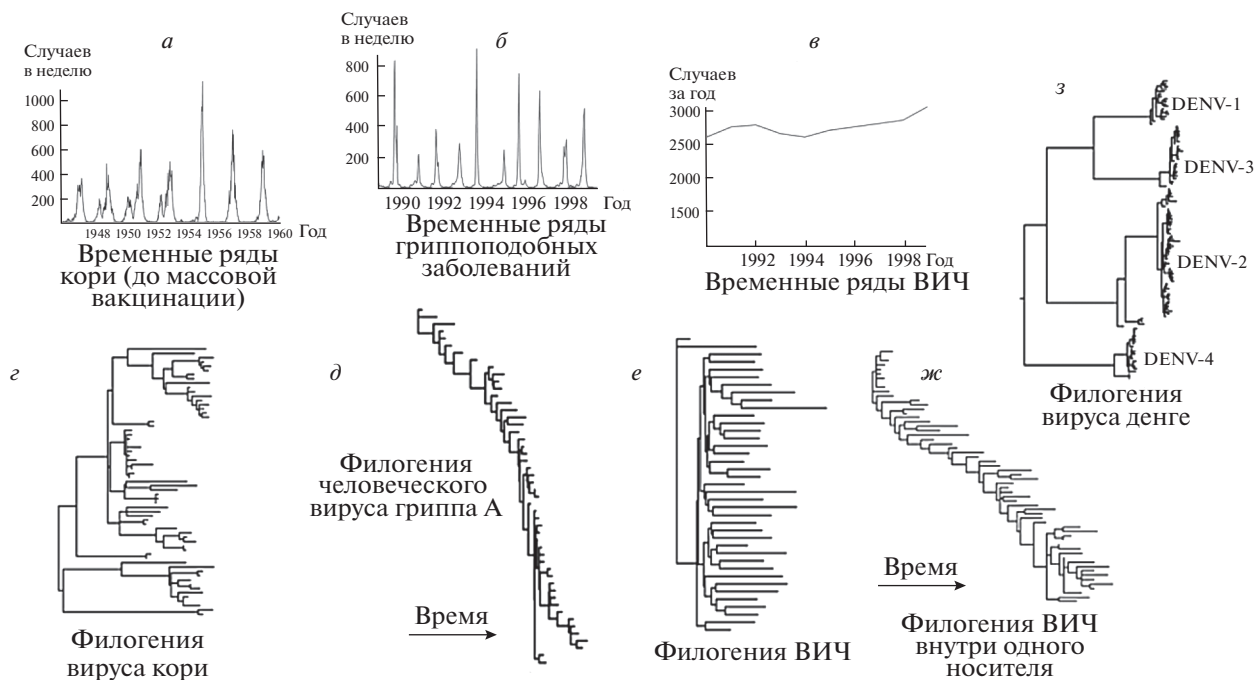 а
Случаев
в неделю
1000
800
600
400
200
1948 1950 1952 1954 1956 1958 1960 Год
Временные ряды
кори (до массовой
вакцинации)
б
Случаев
в неделю
800
600
400
200
1990 1992 1994 1996 1998 Год
Временные ряды
гриппоподобных
заболеваний
в
Случаев
за год
3000
2500
2000
1500
1992 1994 1996 1998 Год
Временные ряды ВИЧ
з
DENV-1
DENV-3
DENV-2
DENV-4
Филогения
вируса денге
г
Филогения
вируса кори
д
Филогения
человеческого
вируса гриппа А
Время
е
Филогения ВИЧ
ж
Время
Филогения ВИЧ
внутри одного
носителя